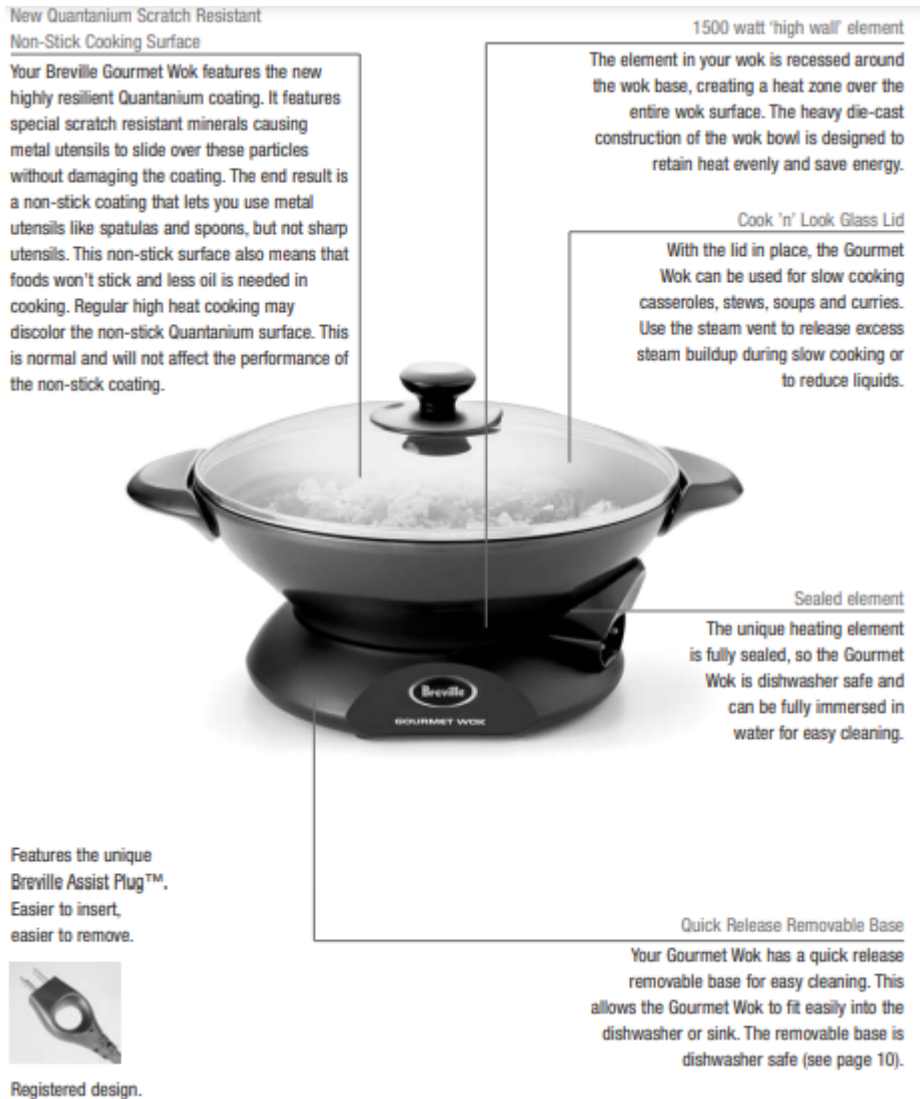 New Quantanium Scratch Resistant
Non-Stick Cooking Surface
Your Breville Gourmet Wok features the new
highly resilient Quantanium coating. It features
special scratch resistant minerals causing
metal utensils to slide over these particles
without damaging the coating. The end result is
a non-stick coating that lets you use metal
utensils like spatulas and spoons, but not sharp
utensils. This non-stick surface also means that
foods won't stick and less oil is needed in
cooking. Regular high heat cooking may
discolor the non-stick Quantanium surface. This
is normal and will not affect the performance of
the non-stick coating.
1500 watt 'high wall' element
The element in your wok is recessed around
the wok base, creating a heat zone over the
entire wok surface. The heavy die-cast
construction of the wok bowl is designed to
retain heat evenly and save energy.
Cook 'n' Look Glass Lid
With the lid in place, the Gourmet
Wok can be used for slow cooking
casseroles, stews, soups and curries.
Use the steam vent to release excess
steam buildup during slow cooking or
to reduce liquids.
Sealed element
The unique heating element
is fully sealed, so the Gourmet
Wok is dishwasher safe and
can be fully immersed in
water for easy cleaning.
Breville
GOURMET WOK
Features the unique
Breville Assist Plug™.
Easier to insert,
easier to remove.
Registered design.
Quick Release Removable Base
Your Gourmet Wok has a quick release
removable base for easy cleaning. This
allows the Gourmet Wok to fit easily into the
dishwasher or sink. The removable base is
dishwasher safe (see page 10).